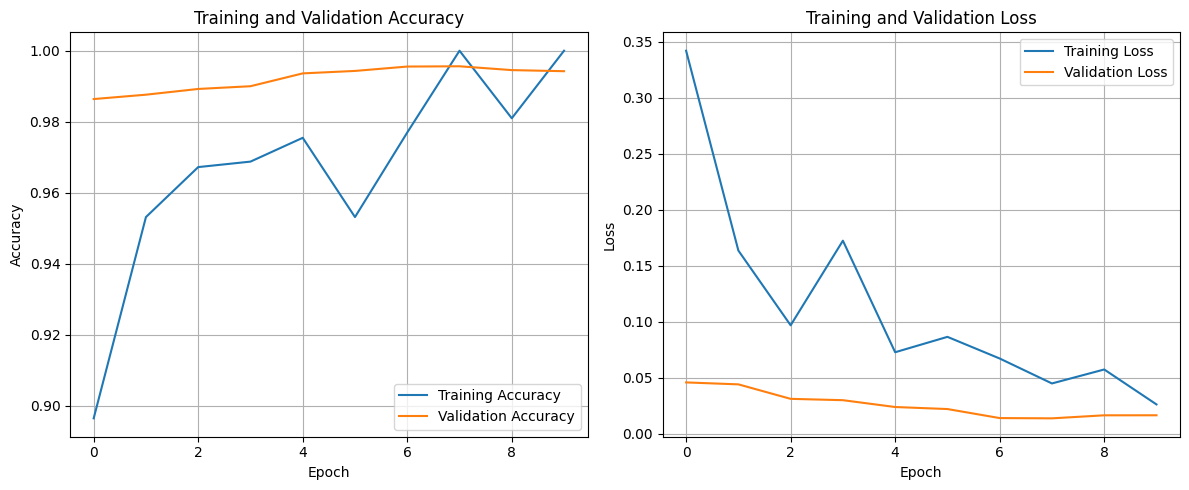 Training and Validation Accuracy
1.00
0.98
0.96
0.94
0.92
0.90
Accuracy
Training Accuracy
Validation Accuracy
0 2 4 6 8
Epoch
Training and Validation Loss
0.35
0.30
0.25
0.20
0.15
0.10
0.05
0.00
Loss
Training Loss
Validation Loss
0 2 4 6 8
Epoch